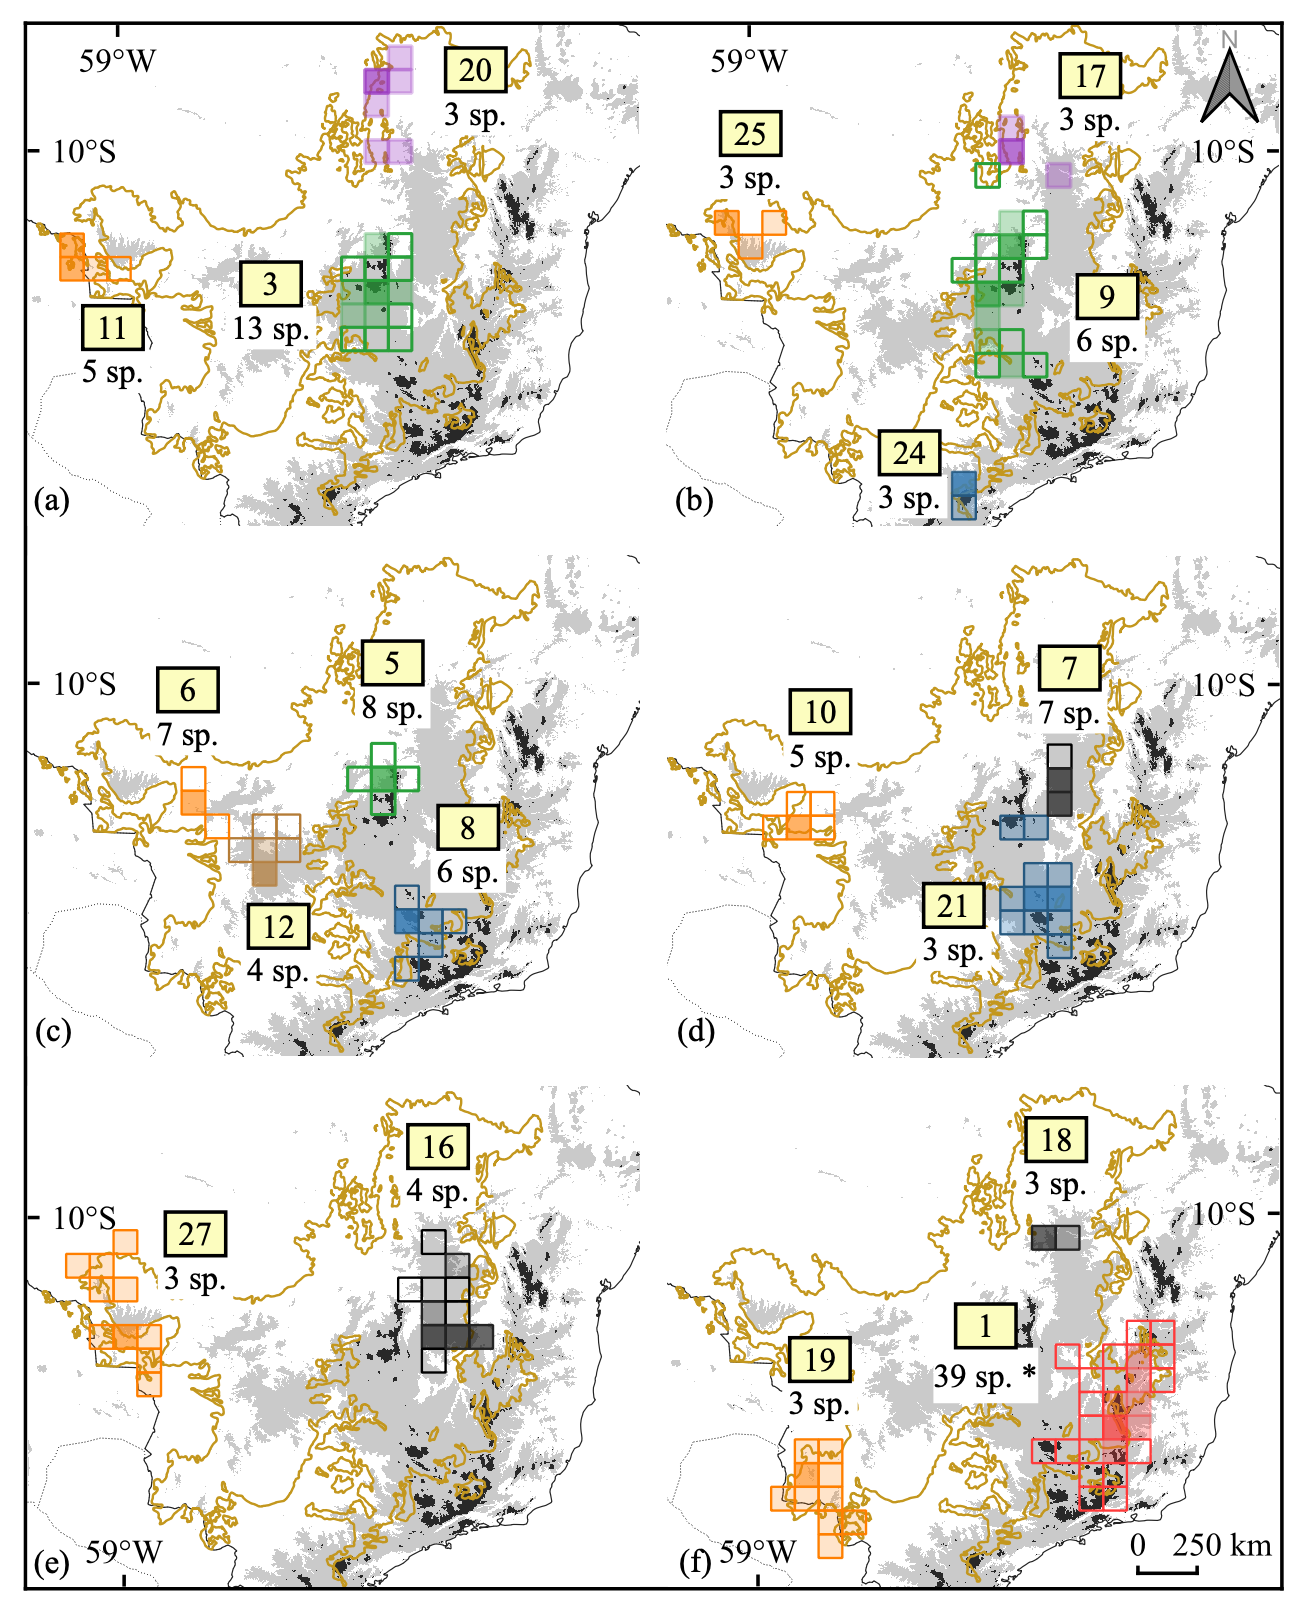 59°W
20
3 sp.
10°S
3
13 sp.
11
5 sp.
(a)
59°W
N
17
3 sp.
25
3 sp.
10°S
9
6 sp.
24
3 sp.
(b)
5
8 sp.
10°S
6
7 sp.
8
6 sp.
12
4 sp.
(c)
7
7 sp.
10°S
10
5 sp.
21
3 sp.
(d)
16
4 sp.
10°S
27
3 sp.
59°W
(e)
18
3 sp.
10°S
1
39 sp. *
19
3 sp.
59°W
0 250 km
(f)